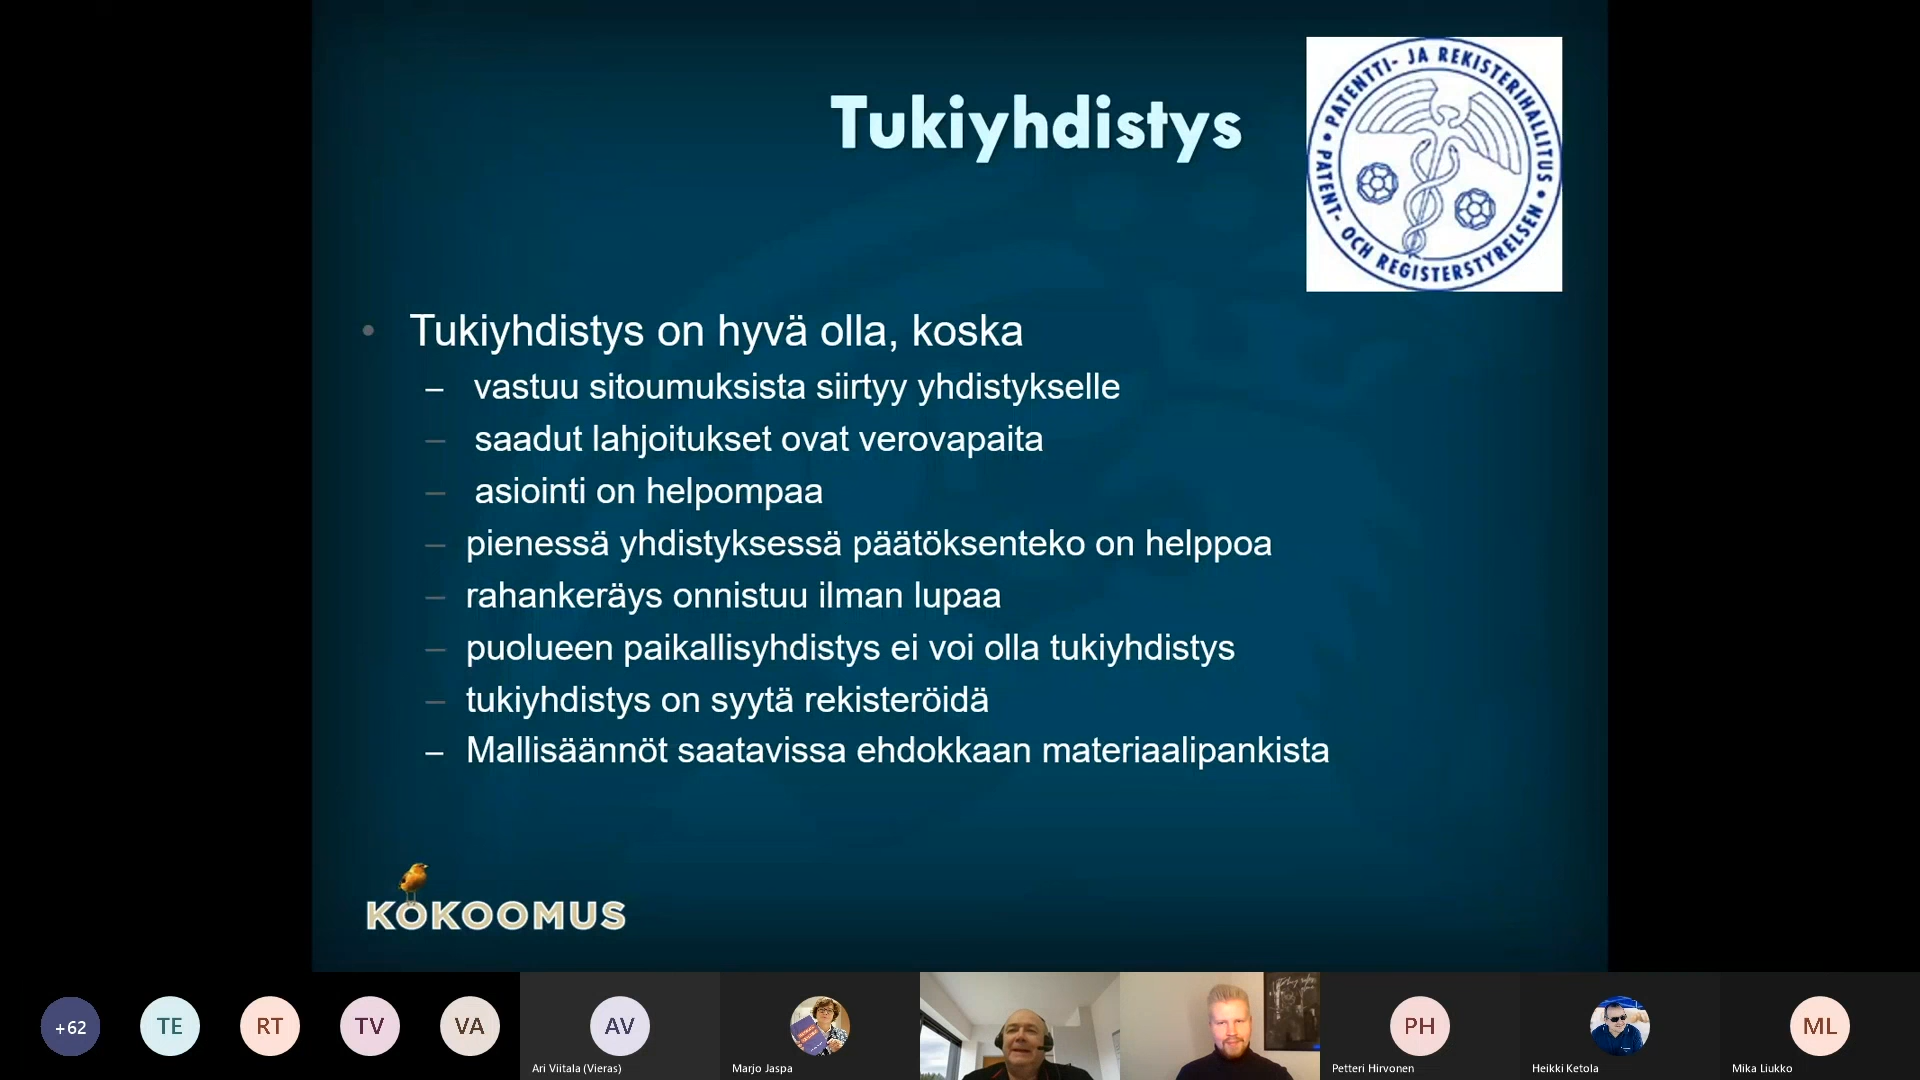 Tukiyhdistys
• PATENTTI- JA REKISTERIHALLITUS •
PATENT- OCH REGISTERSTYRELSEN
• Tukiyhdistys on hyvä olla, koska
– vastuu sitoumuksista siirtyy yhdistykselle
– saadut lahjoitukset ovat verovapaita
– asiointi on helpompaa
– pienessä yhdistyksessä päätöksenteko on helppoa
– rahankeräys onnistuu ilman lupaa
– puolueen paikallisyhdistys ei voi olla tukiyhdistys
– tukiyhdistys on syytä rekisteröidä
– Mallisäännöt saatavissa ehdokkaan materiaalipankista
KOKOOMUS
+62
TE
RT
TV
VA
AV
Ari Viitala (Vieras)
Marjo Jaspa
PH
Petteri Hirvonen
Heikki Ketola
ML
Mika Liukko